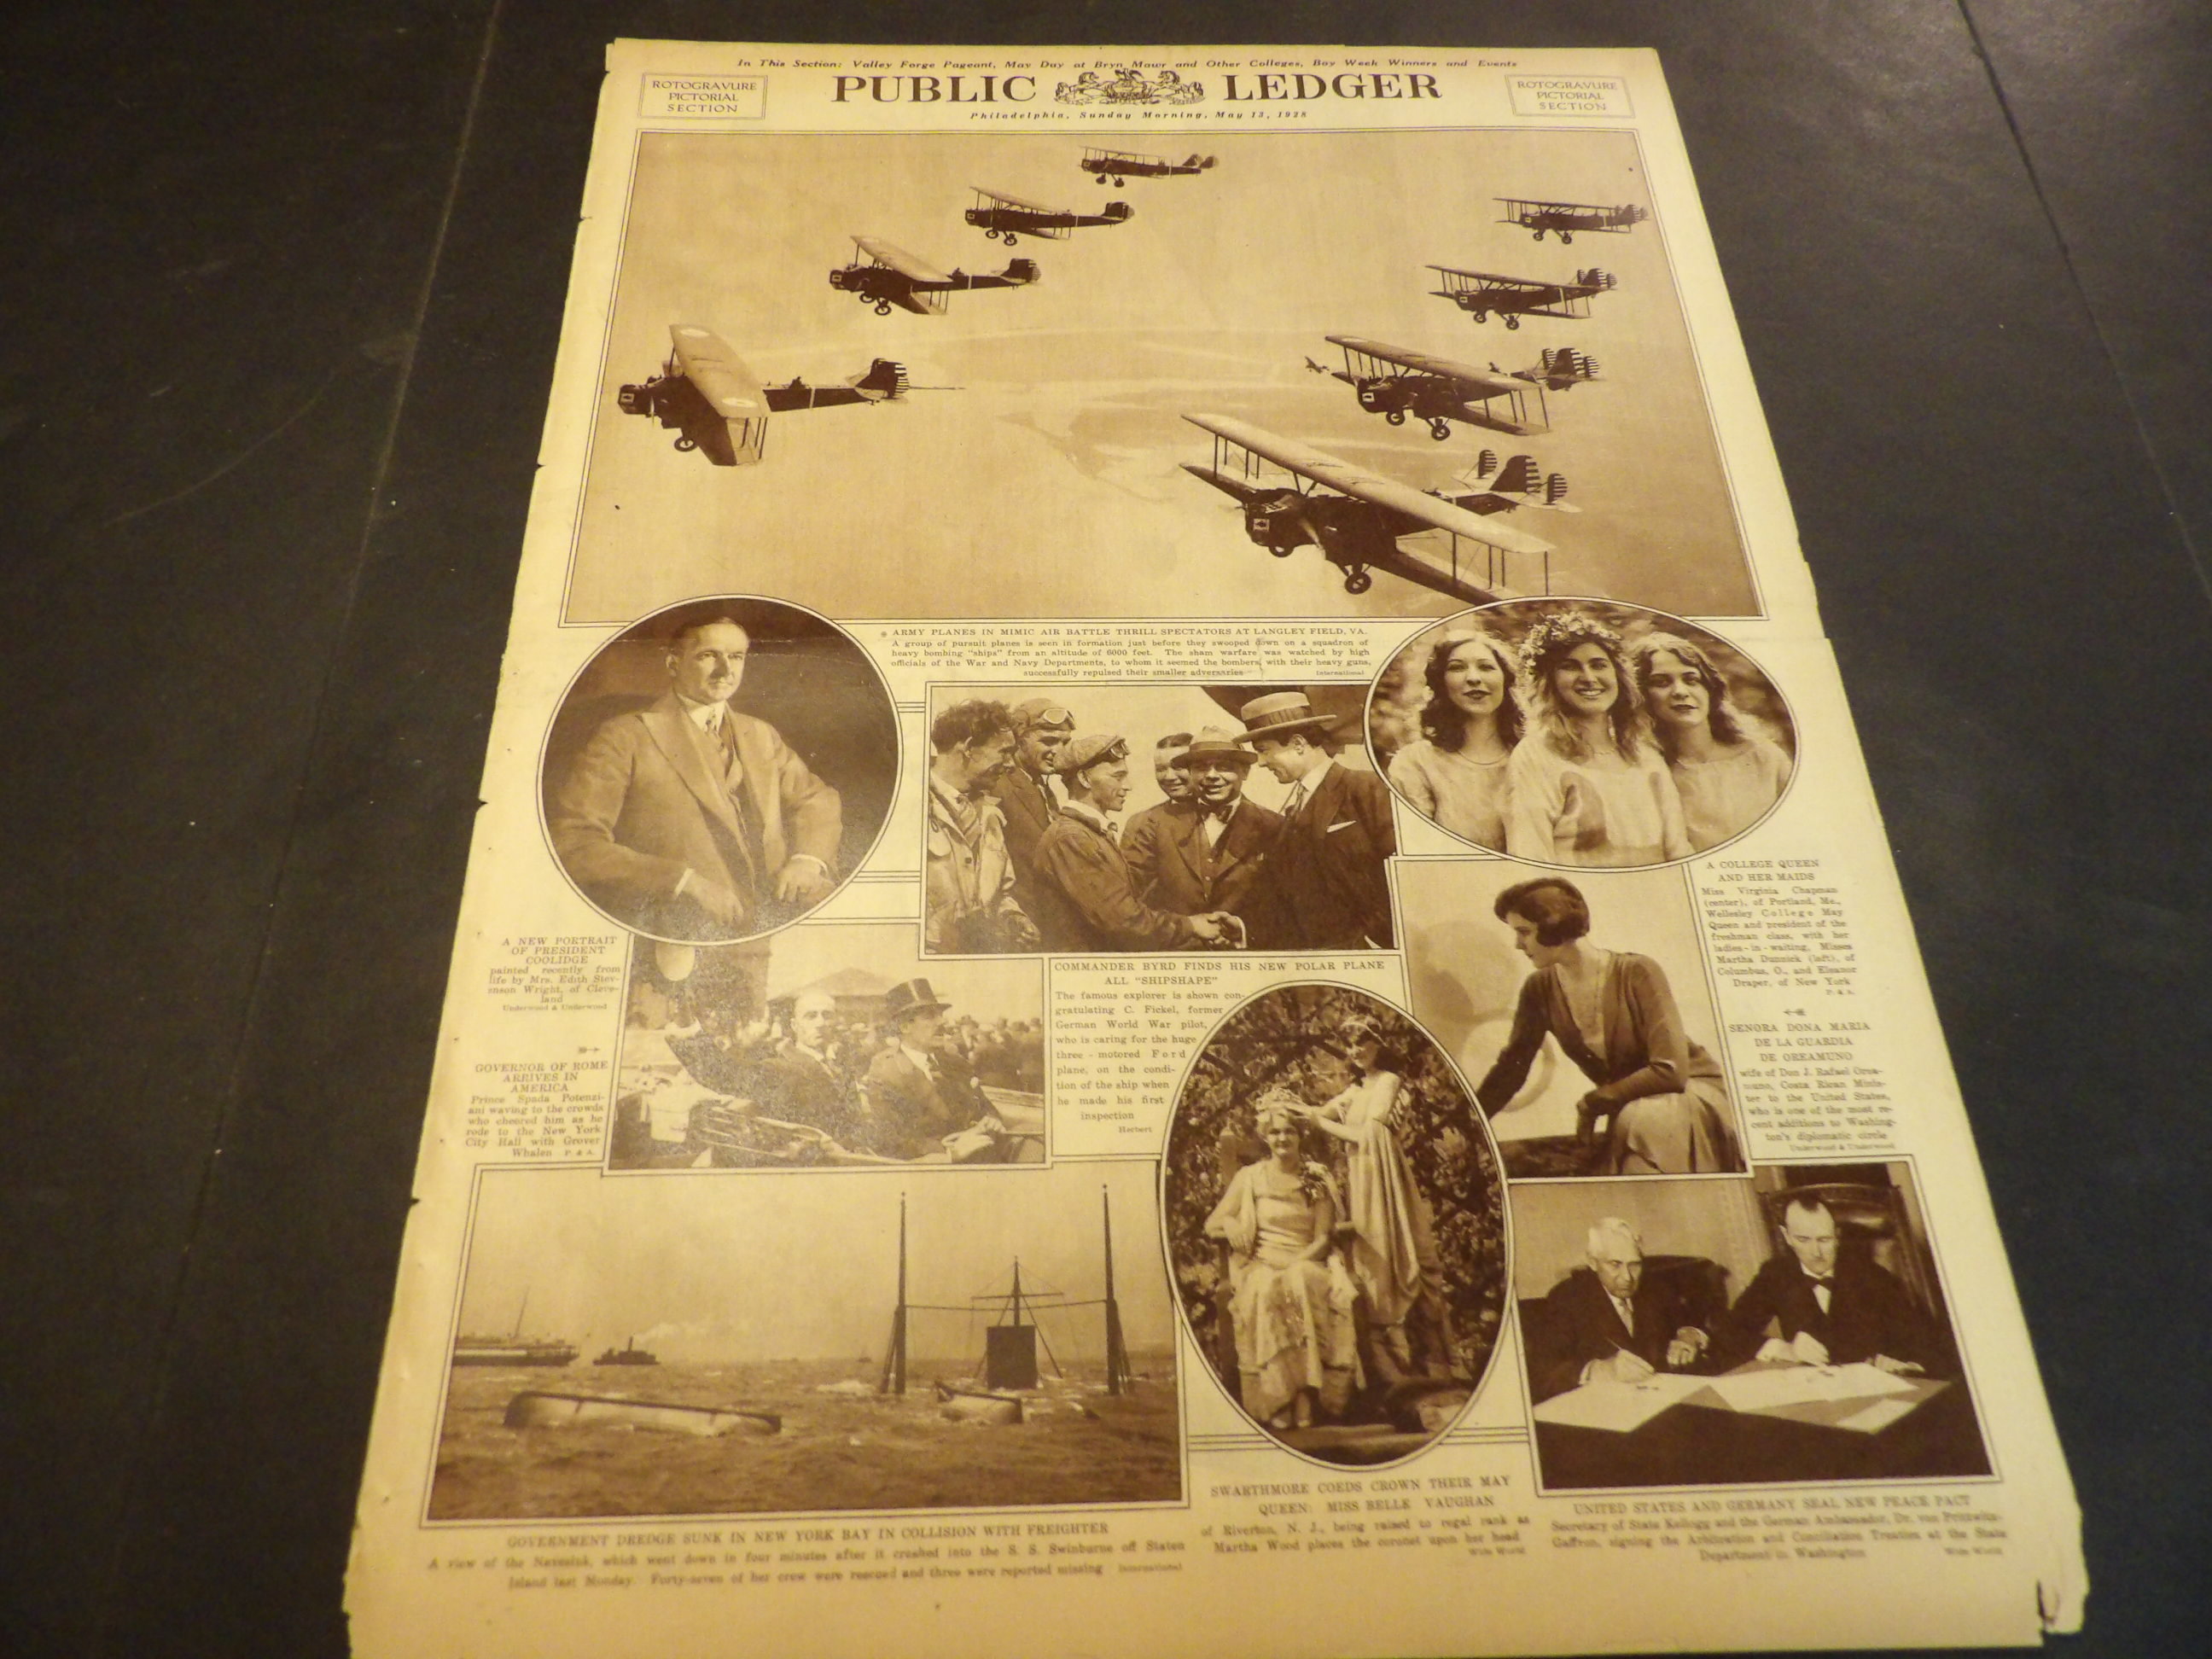 In This Section: Valley Forge Pageant, May Day at Bryn Mawr and Other Colleges, Boy Week Winners and Events
ROTOGRAVURE
PICTORIAL
SECTION
PUBLIC LEDGER
ROTOGRAVURE
PICTORIAL
SECTION
Philadelphia, Sunday Morning, May 13, 1928
ARMY PLANES IN MIMIC AIR BATTLE THRILL SPECTATORS AT LANGLEY FIELD, VA.
A group of pursuit planes is seen in formation just before they swooped down on a squadron of
heavy bombing "ships" from an altitude of 6000 feet. The sham warfare was watched by high
officials of the War and Navy Departments, to whom it seemed the bombers, with their heavy guns,
successfully repulsed their smaller adversaries
International
A NEW PORTRAIT
OF PRESIDENT
COOLIDGE
painted recently from
life by Mrs. Edith Stev-
enson Wright, of Cleve-
land
Underwood & Underwood
GOVERNOR OF ROME
ARRIVES IN
AMERICA
Prince Spada Potenzi-
ani waving to the crowds
who cheered him as he
rode to the New York
City Hall with Grover
Whalen P. & A.
COMMANDER BYRD FINDS HIS NEW POLAR PLANE
ALL "SHIPSHAPE"
The famous explorer is shown con-
gratulating C. Fickel, former
German World War pilot,
who is caring for the huge
three-motored Ford
plane, on the condi-
tion of the ship when
he made his first
inspection
Herbert
A COLLEGE QUEEN
AND HER MAIDS
Miss Virginia Chapman
(center), of Portland, Me.,
Wellesley College May
Queen and president of the
freshman class, with her
ladies-in-waiting, Misses
Martha Dunnick (left), of
Columbus, O., and Eleanor
Draper, of New York
P. & A.
SENORA DONA MARIA
DE LA GUARDIA
DE OREAMUNO
wife of Don J. Rafael Orea-
muno, Costa Rican Minis-
ter to the United States,
who is one of the most re-
cent additions to Washing-
ton's diplomatic circle
Underwood & Underwood
GOVERNMENT DREDGE SUNK IN NEW YORK BAY IN COLLISION WITH FREIGHTER
A view of the Navesink, which went down in four minutes after it crashed into the S. S. Swinburne off Staten
Island last Monday. Forty-seven of her crew were rescued and three were reported missing
International
SWARTHMORE COEDS CROWN THEIR MAY
QUEEN: MISS BELLE VAUGHAN
of Riverton, N. J., being raised to regal rank as
Martha Wood places the coronet upon her head
Wide World
UNITED STATES AND GERMANY SEAL NEW PEACE PACT
Secretary of State Kellogg and the German Ambassador, Dr. von Prittwitz-
Gaffron, signing the Arbitration and Conciliation Treaties at the State
Department in Washington
Wide World